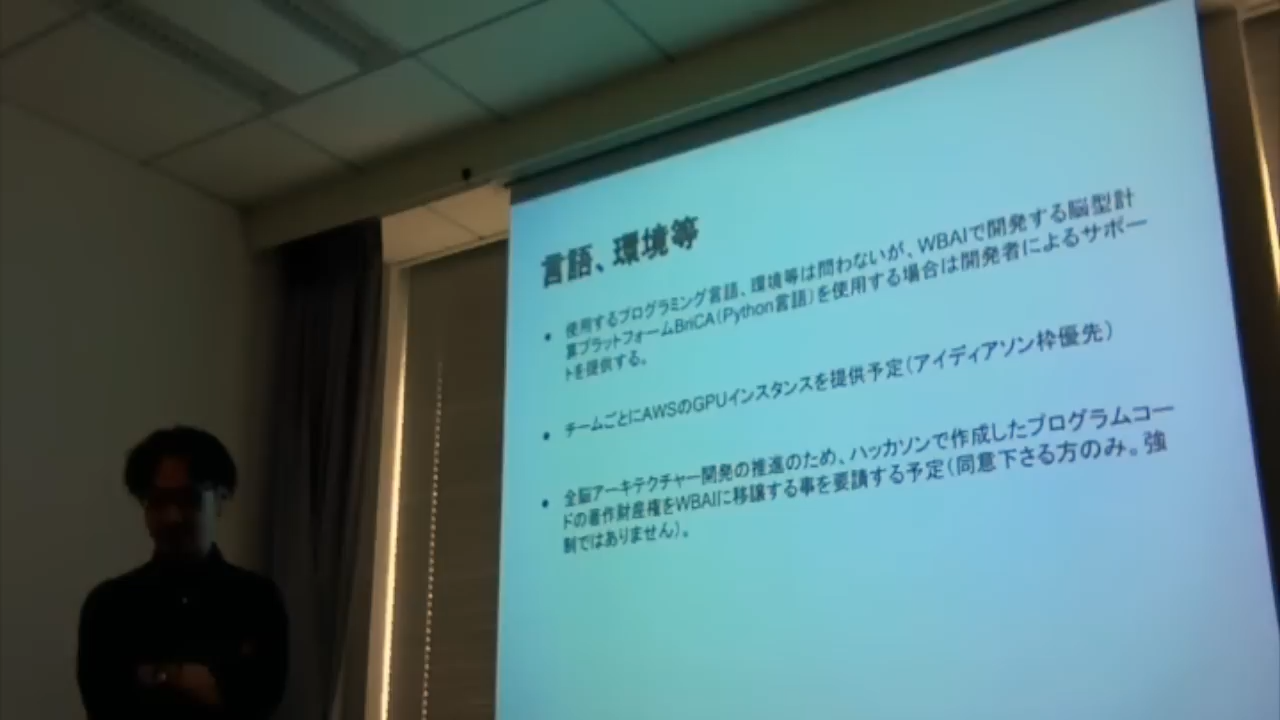 言語、環境等
• 使用するプログラミング言語、環境等は問わないが、WBAIで開発する脳型計
算プラットフォームBriCA(Python言語)を使用する場合は開発者によるサポー
トを提供する。
• チームごとにAWSのGPUインスタンスを提供予定(アイディアソン枠優先)
• 全脳アーキテクチャー開発の推進のため、ハッカソンで作成したプログラムコー
ドの著作財産権をWBAIに移譲する事を要請する予定(同意下さる方のみ。強
制ではありません)。